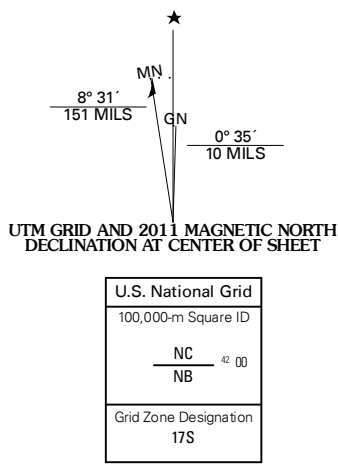 ★
MN
8° 31´
151 MILS
GN
0° 35´
10 MILS
UTM GRID AND 2011 MAGNETIC NORTH
DECLINATION AT CENTER OF SHEET
U.S. National Grid
100,000-m Square ID
NC
42 00
NB
Grid Zone Designation
17S